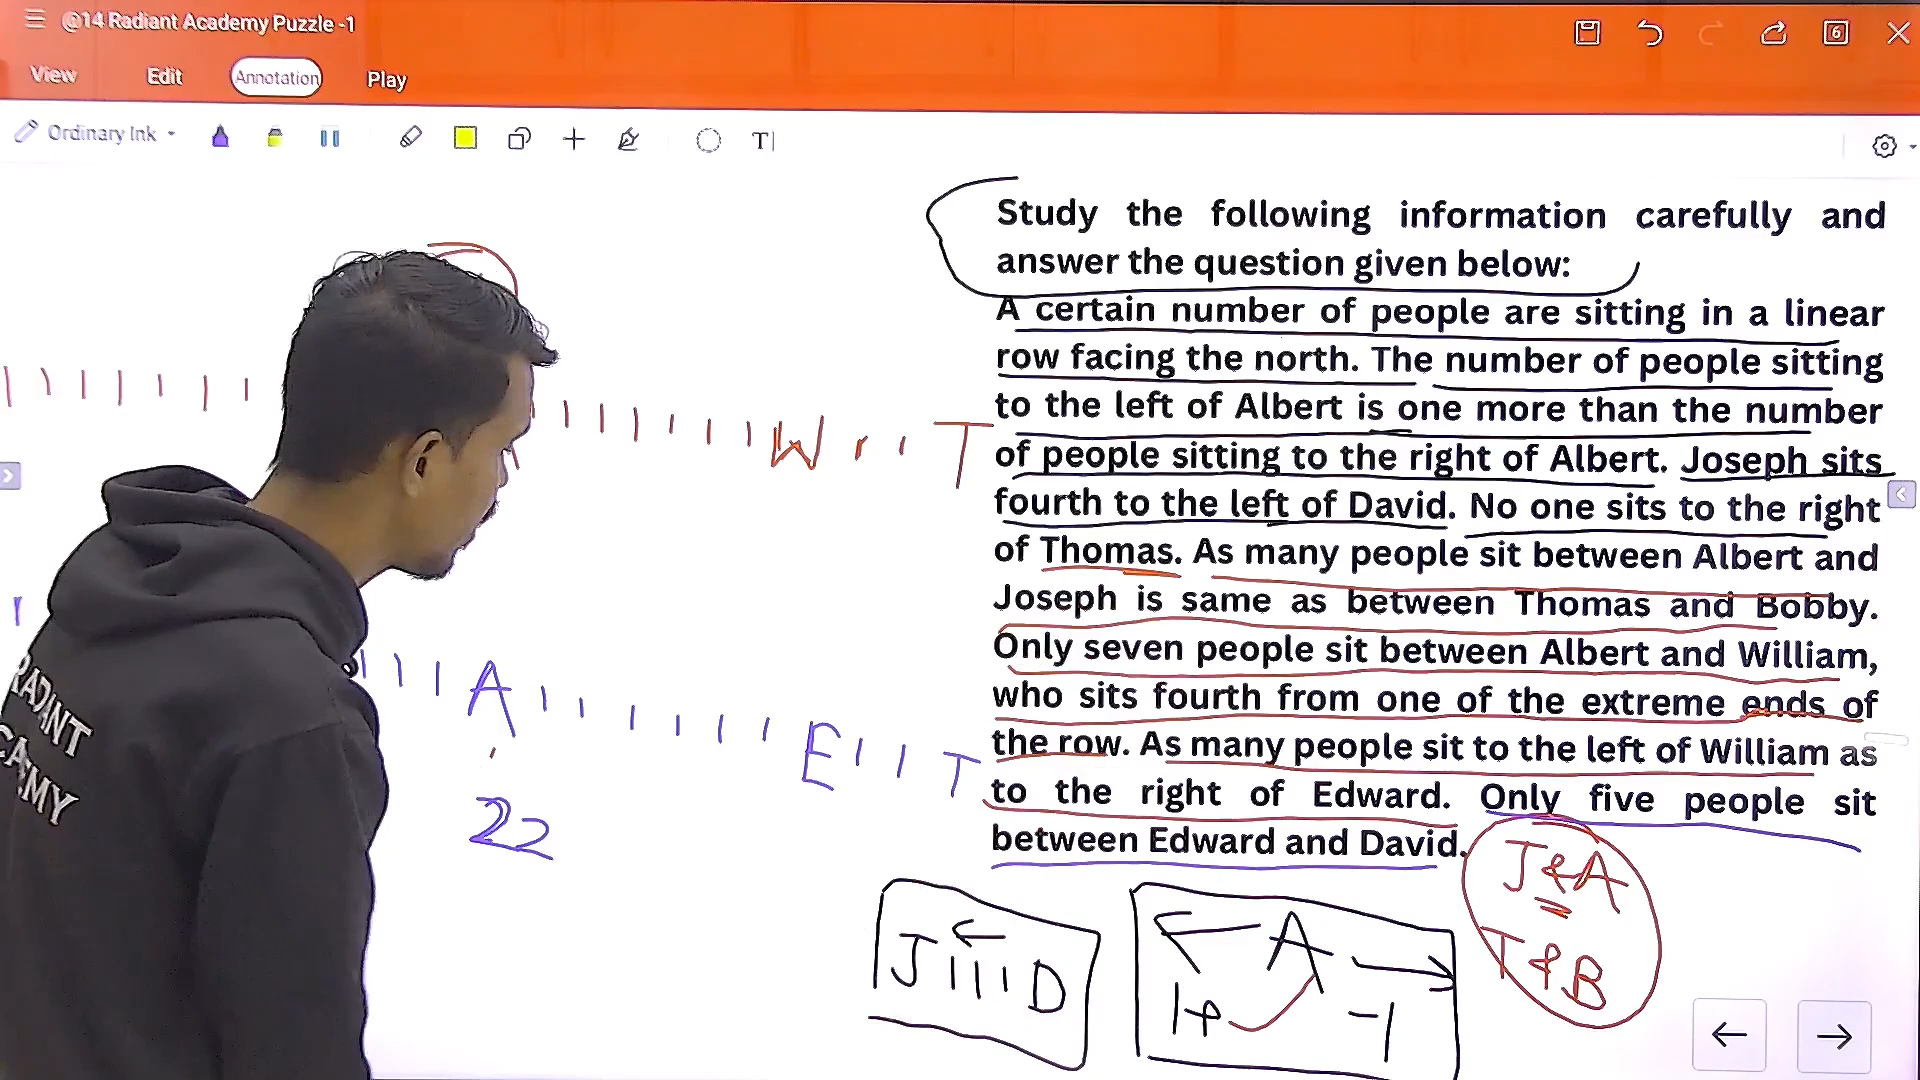 @14 Radiant Academy Puzzle -1
View Edit Annotation Play
Ordinary Ink
T|
Study the following information carefully and
answer the question given below:
A certain number of people are sitting in a linear
row facing the north. The number of people sitting
to the left of Albert is one more than the number
of people sitting to the right of Albert. Joseph sits
fourth to the left of David. No one sits to the right
of Thomas. As many people sit between Albert and
Joseph is same as between Thomas and Bobby.
Only seven people sit between Albert and William,
who sits fourth from one of the extreme ends of
the row. As many people sit to the left of William as
to the right of Edward. Only five people sit
between Edward and David.
W T
A E T
22
J D
A
1+ -1
J & A
T & B
RADIANT
ACADEMY
6